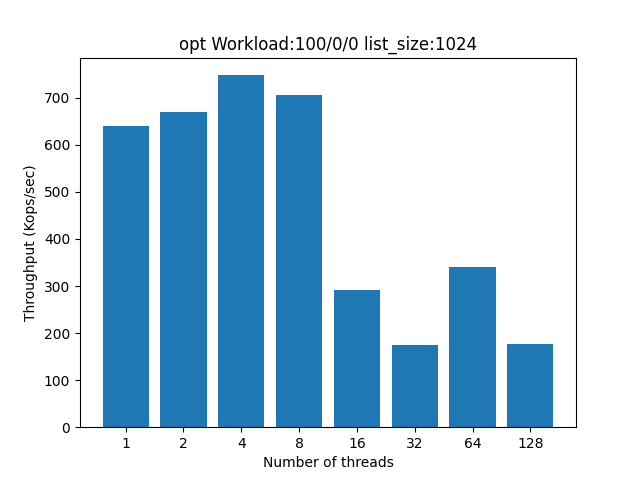 opt Workload:100/0/0 list_size:1024
Throughput (Kops/sec)
700
600
500
400
300
200
100
0
1 2 4 8 16 32 64 128
Number of threads